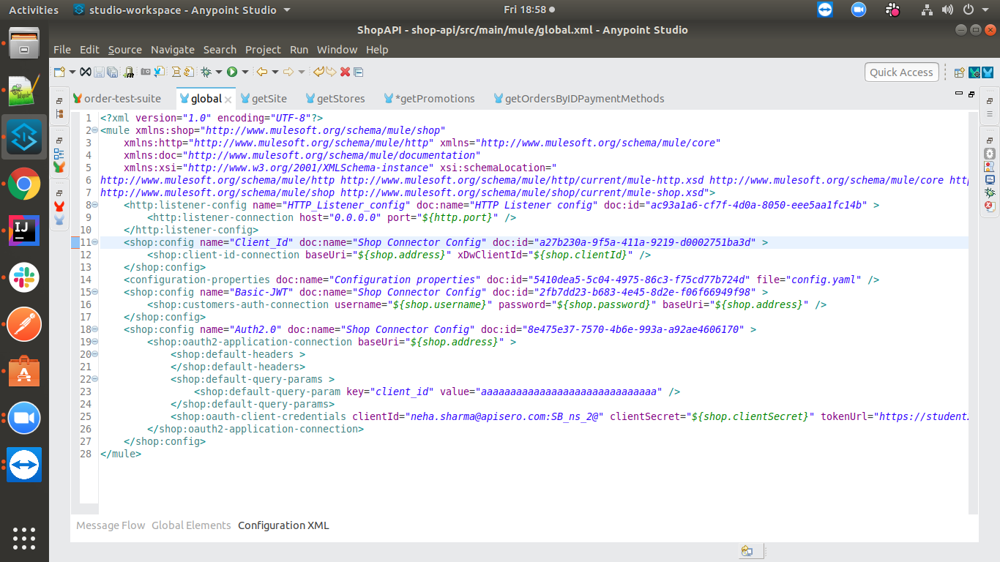 Activities studio-workspace - Anypoint Studio Fri 18:58
ShopAPI - shop-api/src/main/mule/global.xml - Anypoint Studio
File Edit Source Navigate Search Project Run Window Help
Quick Access
order-test-suite global getSite getStores *getPromotions getOrdersByIDPaymentMethods
1 <?xml version="1.0" encoding="UTF-8"?>
2 <mule xmlns:shop="http://www.mulesoft.org/schema/mule/shop"
3 xmlns:http="http://www.mulesoft.org/schema/mule/http" xmlns="http://www.mulesoft.org/schema/mule/core"
4 xmlns:doc="http://www.mulesoft.org/schema/mule/documentation"
5 xmlns:xsi="http://www.w3.org/2001/XMLSchema-instance" xsi:schemaLocation="
6 http://www.mulesoft.org/schema/mule/http http://www.mulesoft.org/schema/mule/http/current/mule-http.xsd http://www.mulesoft.org/schema/mule/core htt
7 http://www.mulesoft.org/schema/mule/shop http://www.mulesoft.org/schema/mule/shop/current/mule-shop.xsd">
8 <http:listener-config name="HTTP_Listener_config" doc:name="HTTP Listener config" doc:id="ac93a1a6-cf7f-4d0a-8050-eee5aa1fc14b" >
9 <http:listener-connection host="0.0.0.0" port="${http.port}" />
10 </http:listener-config>
11 <shop:config name="Client_Id" doc:name="Shop Connector Config" doc:id="a27b230a-9f5a-411a-9219-d0002751ba3d" >
12 <shop:client-id-connection baseUri="${shop.address}" xDwClientId="${shop.clientId}" />
13 </shop:config>
14 <configuration-properties doc:name="Configuration properties" doc:id="5410dea5-5c04-4975-86c3-f75cd77b724d" file="config.yaml" />
15 <shop:config name="Basic-JWT" doc:name="Shop Connector Config" doc:id="2fb7dd23-b683-4e45-8d2e-f06f66949f98" >
16 <shop:customers-auth-connection username="${shop.username}" password="${shop.password}" baseUri="${shop.address}" />
17 </shop:config>
18 <shop:config name="Auth2.0" doc:name="Shop Connector Config" doc:id="8e475e37-7570-4b6e-993a-a92ae4606170" >
19 <shop:oauth2-application-connection baseUri="${shop.address}" >
20 <shop:default-headers >
21 </shop:default-headers>
22 <shop:default-query-params >
23 <shop:default-query-param key="client_id" value="aaaaaaaaaaaaaaaaaaaaaaaaaaaaaa" />
24 </shop:default-query-params>
25 <shop:oauth-client-credentials clientId="neha.sharma@apisero.com:SB_ns_2@" clientSecret="${shop.clientSecret}" tokenUrl="https://student
26 </shop:oauth2-application-connection>
27 </shop:config>
28 </mule>
Message Flow Global Elements Configuration XML